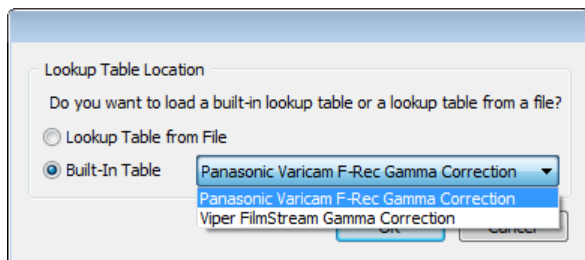 Lookup Table Location
Do you want to load a built-in lookup table or a lookup table from a file?
Lookup Table from File
Built-In Table Panasonic Varicam F-Rec Gamma Correction
Panasonic Varicam F-Rec Gamma Correction
Viper FilmStream Gamma Correction
OK Cancel